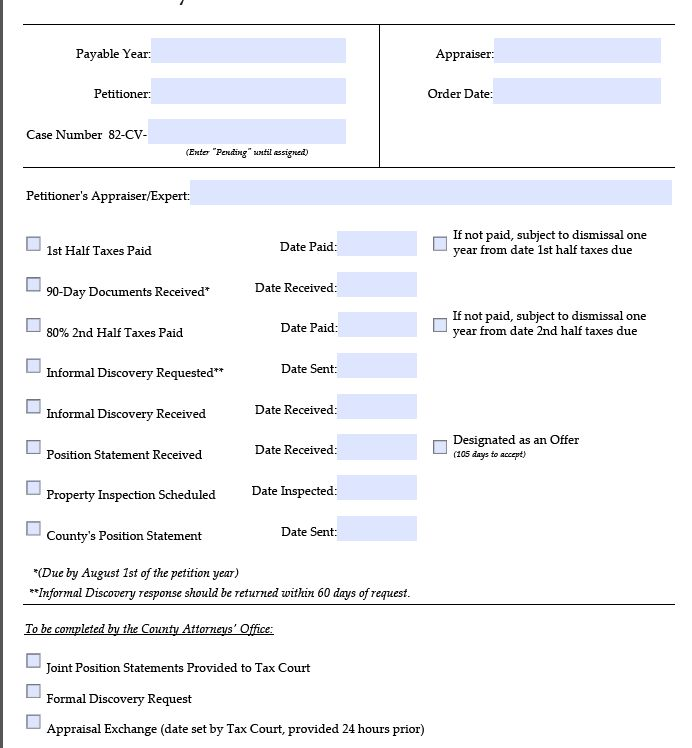 Payable Year:
Appraiser:
Petitioner:
Order Date:
Case Number 82-CV-
(Enter "Pending" until assigned)
Petitioner's Appraiser/Expert:
1st Half Taxes Paid
Date Paid:
If not paid, subject to dismissal one
year from date 1st half taxes due
90-Day Documents Received*
Date Received:
80% 2nd Half Taxes Paid
Date Paid:
If not paid, subject to dismissal one
year from date 2nd half taxes due
Informal Discovery Requested**
Date Sent:
Informal Discovery Received
Date Received:
Position Statement Received
Date Received:
Designated as an Offer
(105 days to accept)
Property Inspection Scheduled
Date Inspected:
County's Position Statement
Date Sent:
*(Due by August 1st of the petition year)
**Informal Discovery response should be returned within 60 days of request.
To be completed by the County Attorneys' Office:
Joint Position Statements Provided to Tax Court
Formal Discovery Request
Appraisal Exchange (date set by Tax Court, provided 24 hours prior)